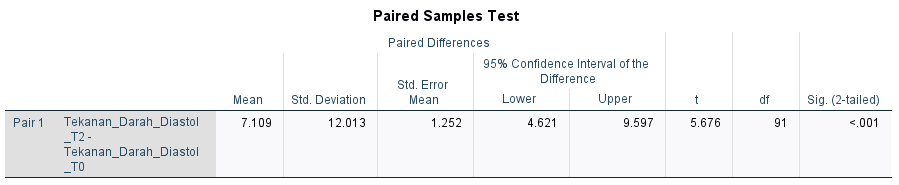 Paired Samples Test
Paired Differences
95% Confidence Interval of the
Difference
Std. Error
Mean
Mean Std. Deviation Lower Upper t df Sig. (2-tailed)
Pair 1 Tekanan_Darah_Diastol 7.109 12.013 1.252 4.621 9.597 5.676 91 <.001
_T2 -
Tekanan_Darah_Diastol
_T0